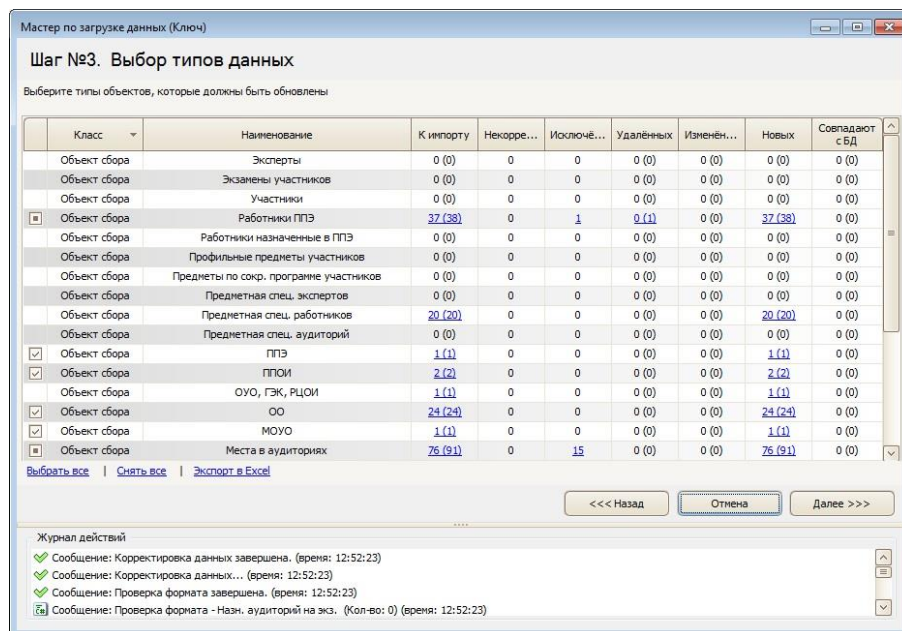 Мастер по загрузке данных (Ключ)
Шаг №3. Выбор типов данных
Выберите типы объектов, которые должны быть обновлены
Класс Наименование К импорту Некорре... Исключё... Удалённых Изменён... Новых Совпадают с БД
Объект сбора Эксперты 0 (0) 0 0 0 (0) 0 (0) 0 (0) 0 (0)
Объект сбора Экзамены участников 0 (0) 0 0 0 (0) 0 (0) 0 (0) 0 (0)
Объект сбора Участники 0 (0) 0 0 0 (0) 0 (0) 0 (0) 0 (0)
Объект сбора Работники ППЭ 37 (38) 0 1 0 (1) 0 (0) 37 (38) 0 (0)
Объект сбора Работники назначенные в ППЭ 0 (0) 0 0 0 (0) 0 (0) 0 (0) 0 (0)
Объект сбора Профильные предметы участников 0 (0) 0 0 0 (0) 0 (0) 0 (0) 0 (0)
Объект сбора Предметы по сокр. программе участников 0 (0) 0 0 0 (0) 0 (0) 0 (0) 0 (0)
Объект сбора Предметная спец. экспертов 0 (0) 0 0 0 (0) 0 (0) 0 (0) 0 (0)
Объект сбора Предметная спец. работников 20 (20) 0 0 0 (0) 0 (0) 20 (20) 0 (0)
Объект сбора Предметная спец. аудиторий 0 (0) 0 0 0 (0) 0 (0) 0 (0) 0 (0)
Объект сбора ППЭ 1 (1) 0 0 0 (0) 0 (0) 1 (1) 0 (0)
Объект сбора ППОИ 2 (2) 0 0 0 (0) 0 (0) 2 (2) 0 (0)
Объект сбора ОУО, ГЭК, РЦОИ 1 (1) 0 0 0 (0) 0 (0) 1 (1) 0 (0)
Объект сбора ОО 24 (24) 0 0 0 (0) 0 (0) 24 (24) 0 (0)
Объект сбора МОУО 1 (1) 0 0 0 (0) 0 (0) 1 (1) 0 (0)
Объект сбора Места в аудиториях 76 (91) 0 15 0 (0) 0 (0) 76 (91) 0 (0)
Выбрать все | Снять все | Экспорт в Excel
<<< Назад Отмена Далее >>>
Журнал действий
Сообщение: Корректировка данных завершена. (время: 12:52:23)
Сообщение: Корректировка данных... (время: 12:52:23)
Сообщение: Проверка формата завершена. (время: 12:52:23)
Сообщение: Проверка формата - Назн. аудиторий на экз. (Кол-во: 0) (время: 12:52:23)